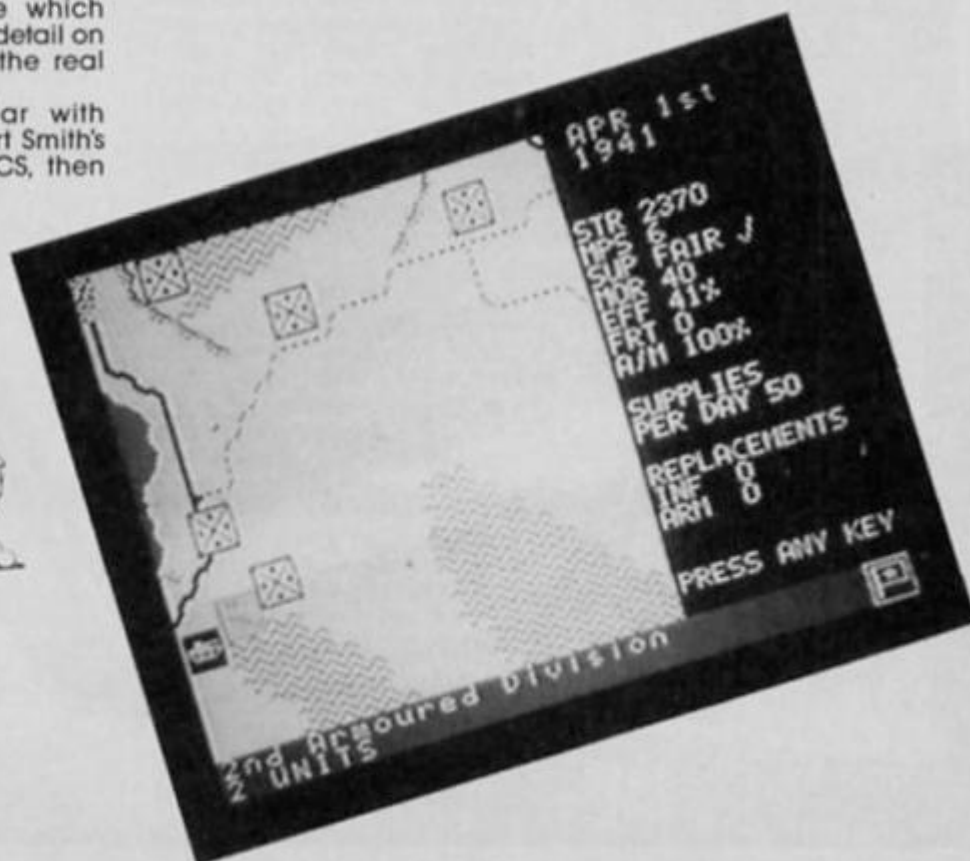 e which
detail on
the real
ar with
rt Smith's
CS, then
APR 1st
1941
STR 2370
MPS 6
SUP FAIR √
MOR 40
EFF 41%
FRT 0
A/M 100%
SUPPLIES
PER DAY 50
REPLACEMENTS
INF 0
ARM 0
PRESS ANY KEY
2nd Armoured Division
2 UNITS